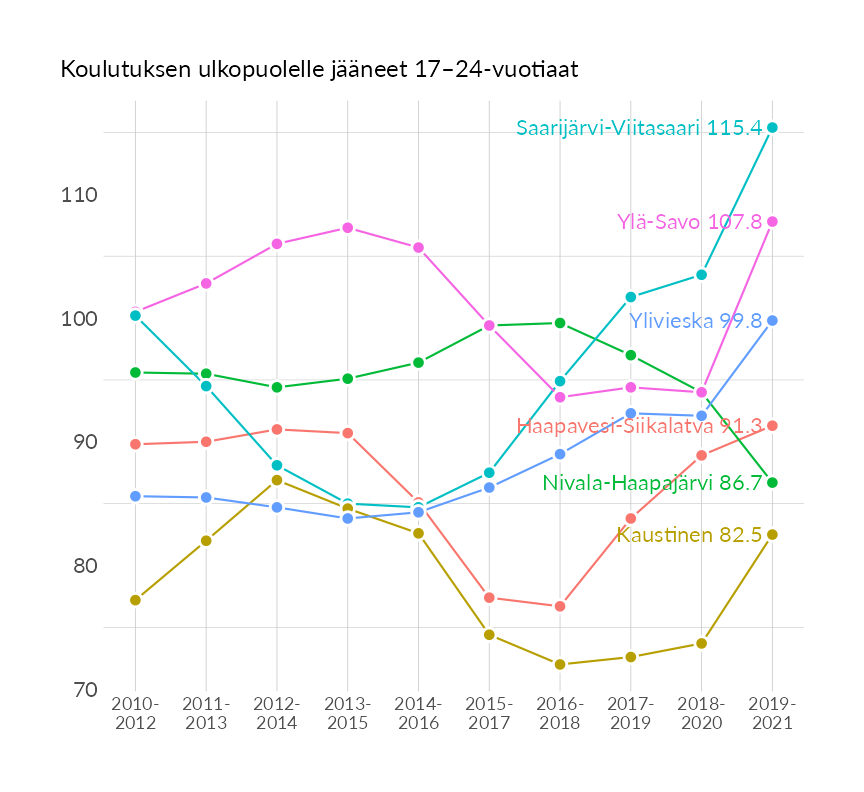 Koulutuksen ulkopuolelle jääneet 17–24-vuotiaat
Saarijärvi-Viitasaari 115.4
110
Ylä-Savo 107.8
100
Ylivieska 99.8
Haapavesi-Siikalatva 91.3
90
Nivala-Haapajärvi 86.7
Kaustinen 82.5
80
70
2010- 2011- 2012- 2013- 2014- 2015- 2016- 2017- 2018- 2019-
2012 2013 2014 2015 2016 2017 2018 2019 2020 2021